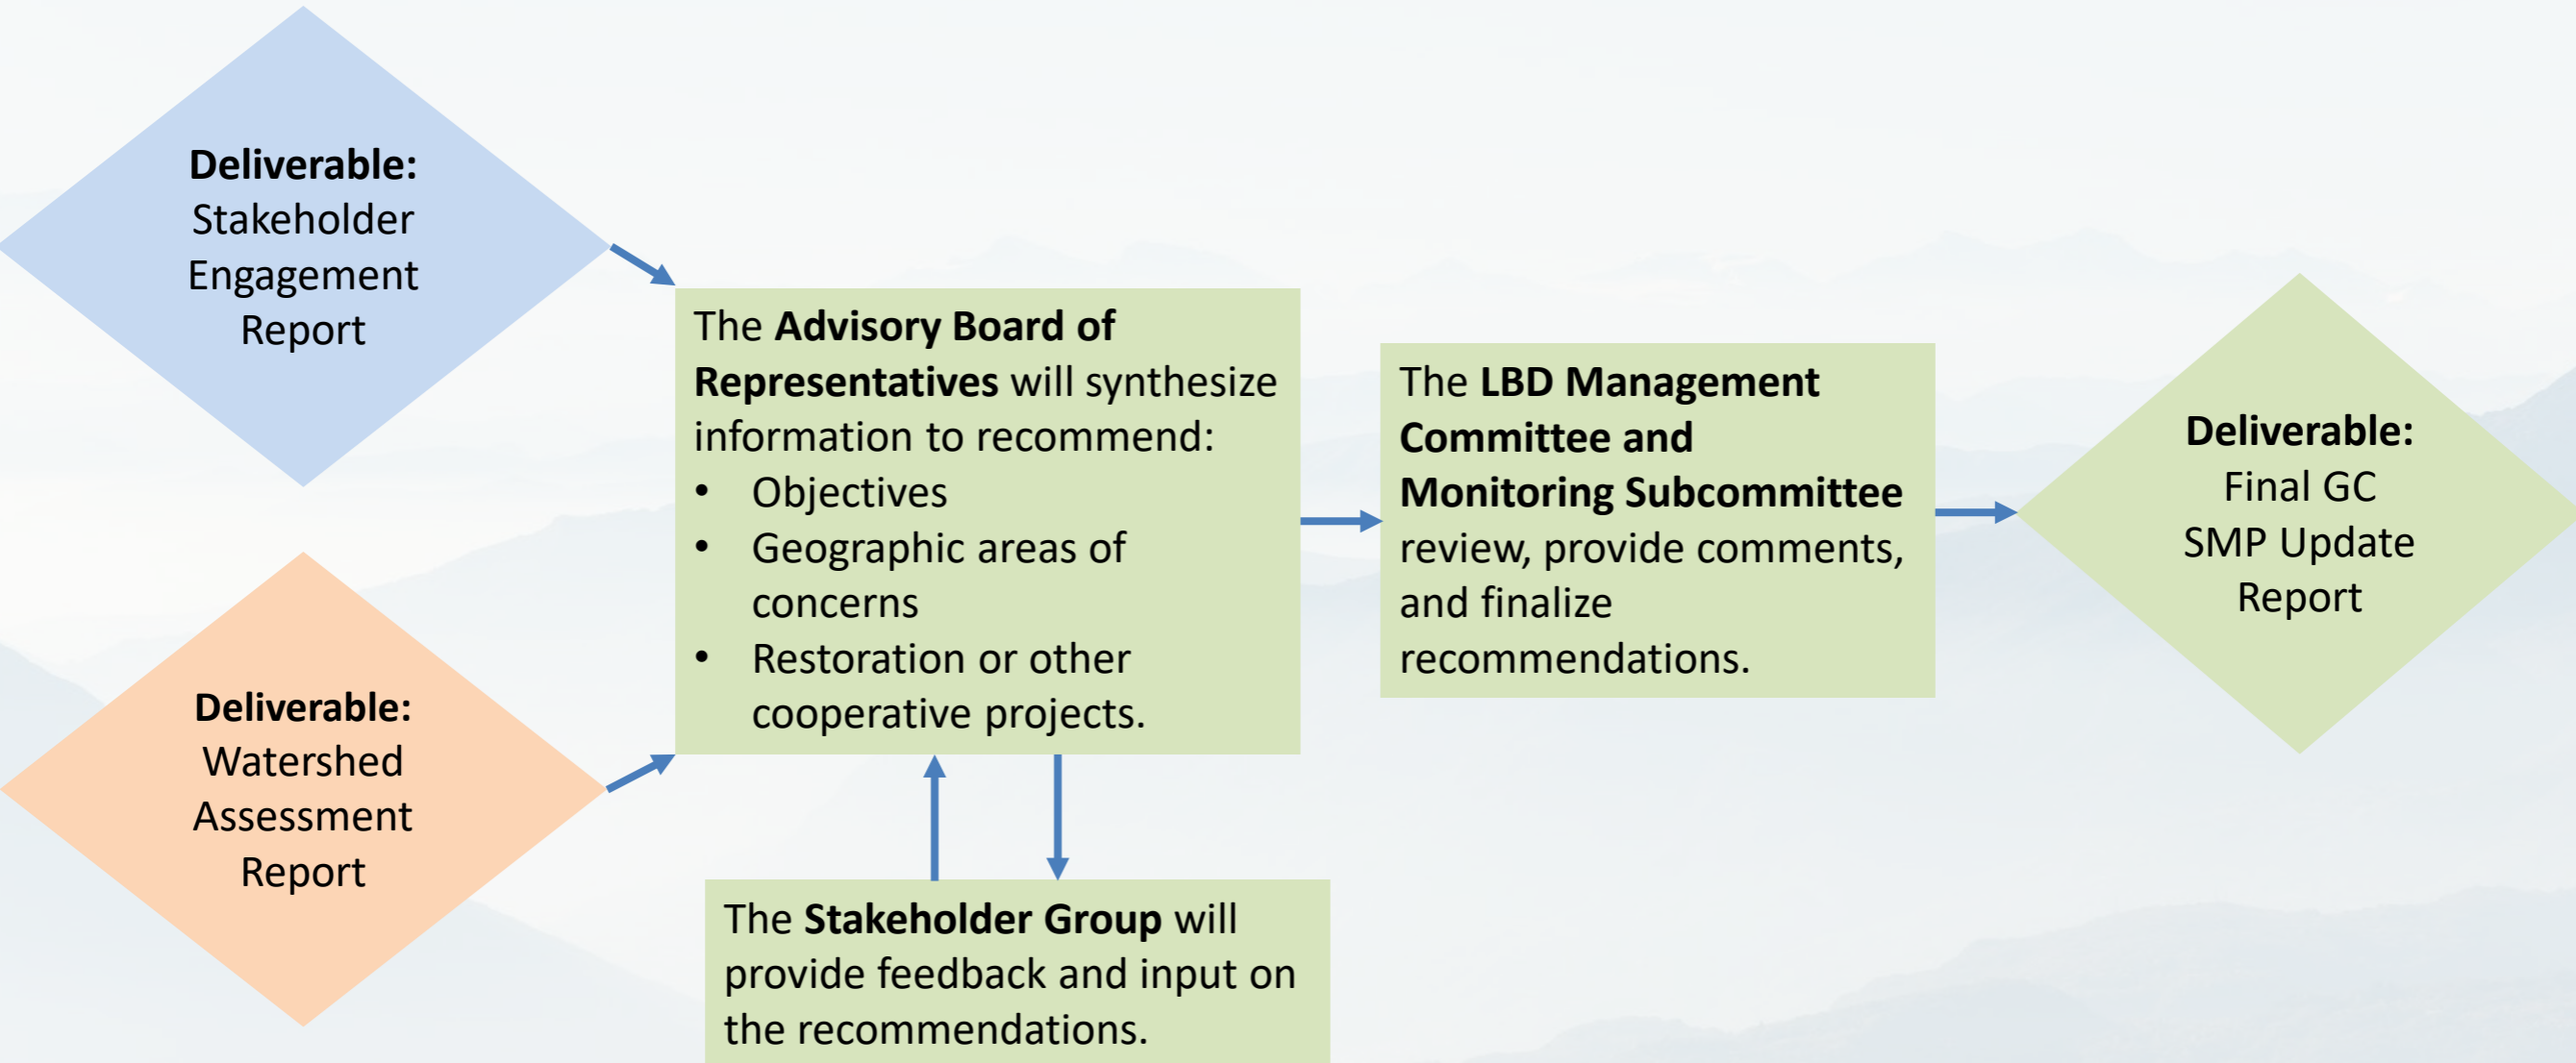 Deliverable:
Stakeholder
Engagement
Report
Deliverable:
Watershed
Assessment
Report
The Advisory Board of
Representatives will synthesize
information to recommend:
• Objectives
• Geographic areas of
concerns
• Restoration or other
cooperative projects.
The Stakeholder Group will
provide feedback and input on
the recommendations.
The LBD Management
Committee and
Monitoring Subcommittee
review, provide comments,
and finalize
recommendations.
Deliverable:
Final GC
SMP Update
Report